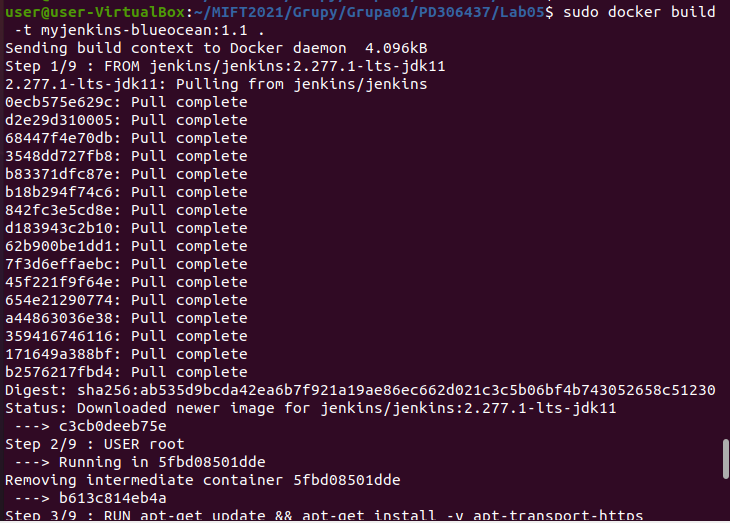 user@user-VirtualBox:~/MIFT2021/Grupy/Grupa01/PD306437/Lab05$ sudo docker build
 -t myjenkins-blueocean:1.1 .
Sending build context to Docker daemon  4.096kB
Step 1/9 : FROM jenkins/jenkins:2.277.1-lts-jdk11
2.277.1-lts-jdk11: Pulling from jenkins/jenkins
0ecb575e629c: Pull complete
d2e29d310005: Pull complete
68447f4e70db: Pull complete
3548dd727fb8: Pull complete
b83371dfc87e: Pull complete
b18b294f74c6: Pull complete
842fc3e5cd8e: Pull complete
d183943c2b10: Pull complete
62b900be1dd1: Pull complete
7f3d6effaebc: Pull complete
45f221f9f64e: Pull complete
654e21290774: Pull complete
a44863036e38: Pull complete
359416746116: Pull complete
171649a388bf: Pull complete
b2576217fbd4: Pull complete
Digest: sha256:ab535d9bcda42ea6b7f921a19ae86ec662d021c3c5b06bf4b743052658c51230
Status: Downloaded newer image for jenkins/jenkins:2.277.1-lts-jdk11
 ---> c3cb0deeb75e
Step 2/9 : USER root
 ---> Running in 5fbd08501dde
Removing intermediate container 5fbd08501dde
 ---> b613c814eb4a
Step 3/9 : RUN apt-get update && apt-get install -y apt-transport-https